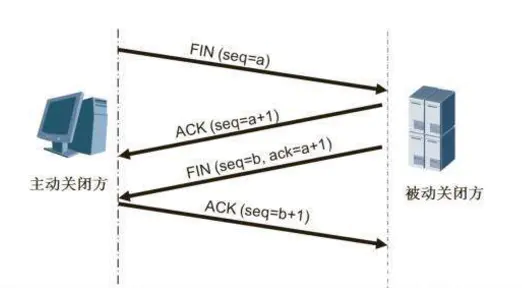 FIN (seq=a)
ACK (seq=a+1)
FIN (seq=b, ack=a+1)
主动关闭方
被动关闭方
ACK (seq=b+1)